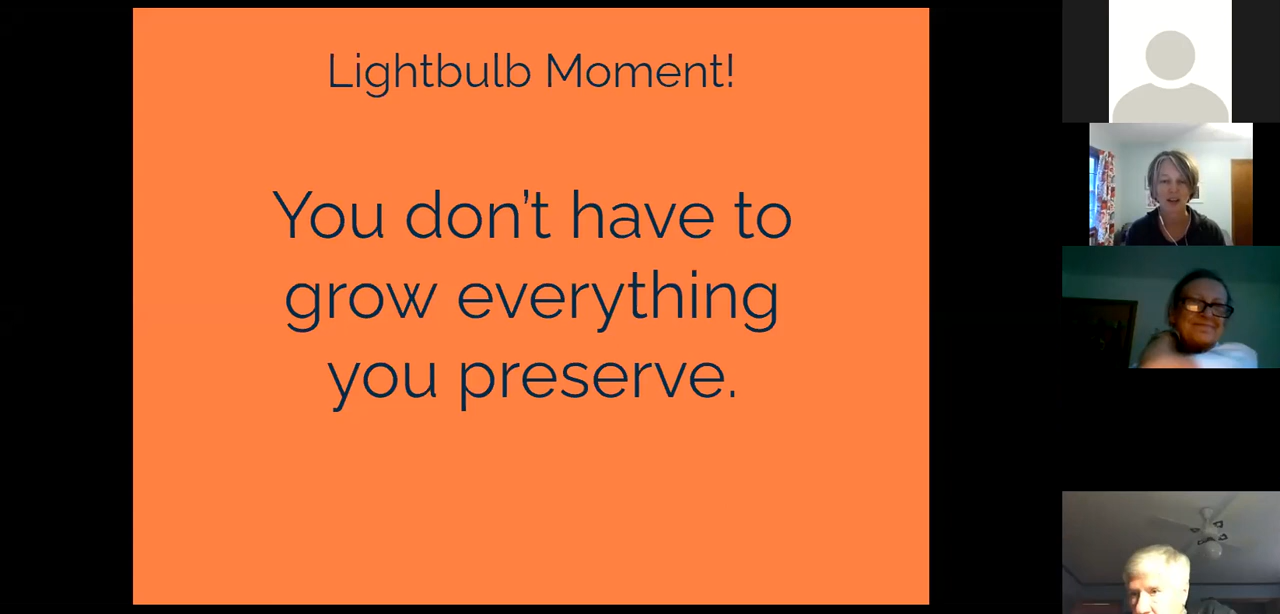 Lightbulb Moment!
You don’t have to
grow everything
you preserve.